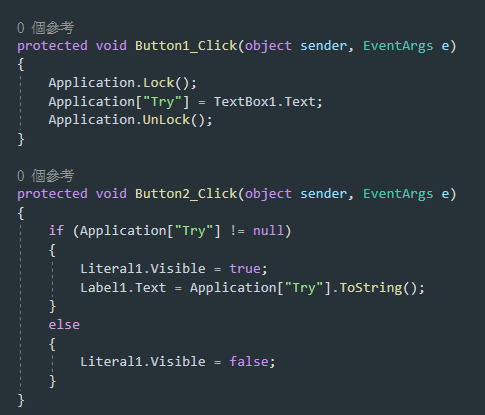 0 個參考
protected void Button1_Click(object sender, EventArgs e)
{
    Application.Lock();
    Application["Try"] = TextBox1.Text;
    Application.UnLock();
}
0 個參考
protected void Button2_Click(object sender, EventArgs e)
{
    if (Application["Try"] != null)
    {
        Literal1.Visible = true;
        Label1.Text = Application["Try"].ToString();
    }
    else
    {
        Literal1.Visible = false;
    }
}